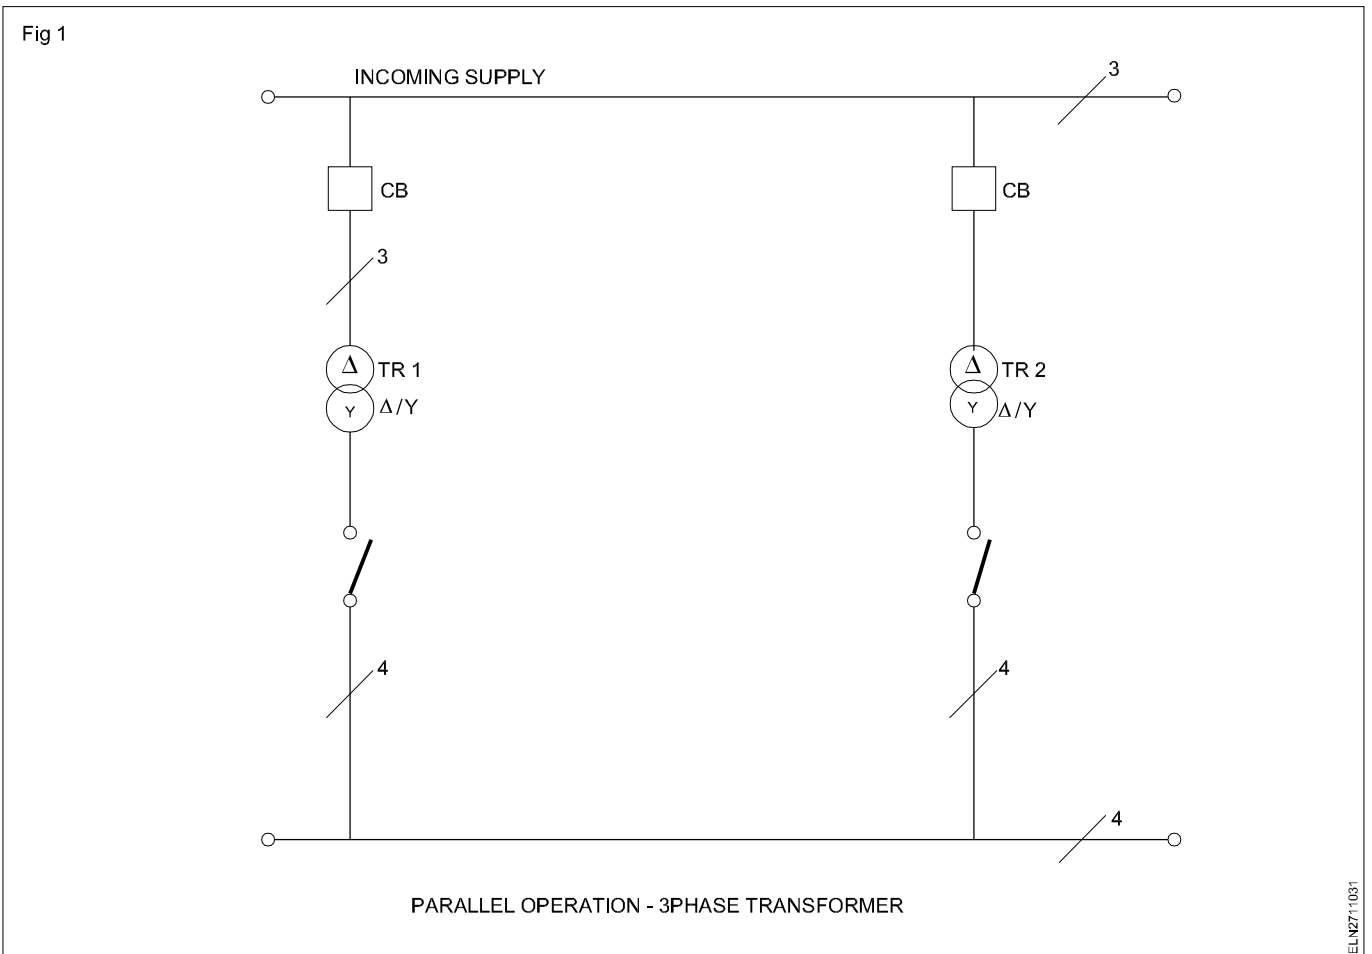 Fig 1
INCOMING SUPPLY
3
CB
CB
3
Δ
TR 1
Δ
TR 2
Y
Δ/Y
Y
Δ/Y
4
4
4
PARALLEL OPERATION - 3PHASE TRANSFORMER
ELN2711031